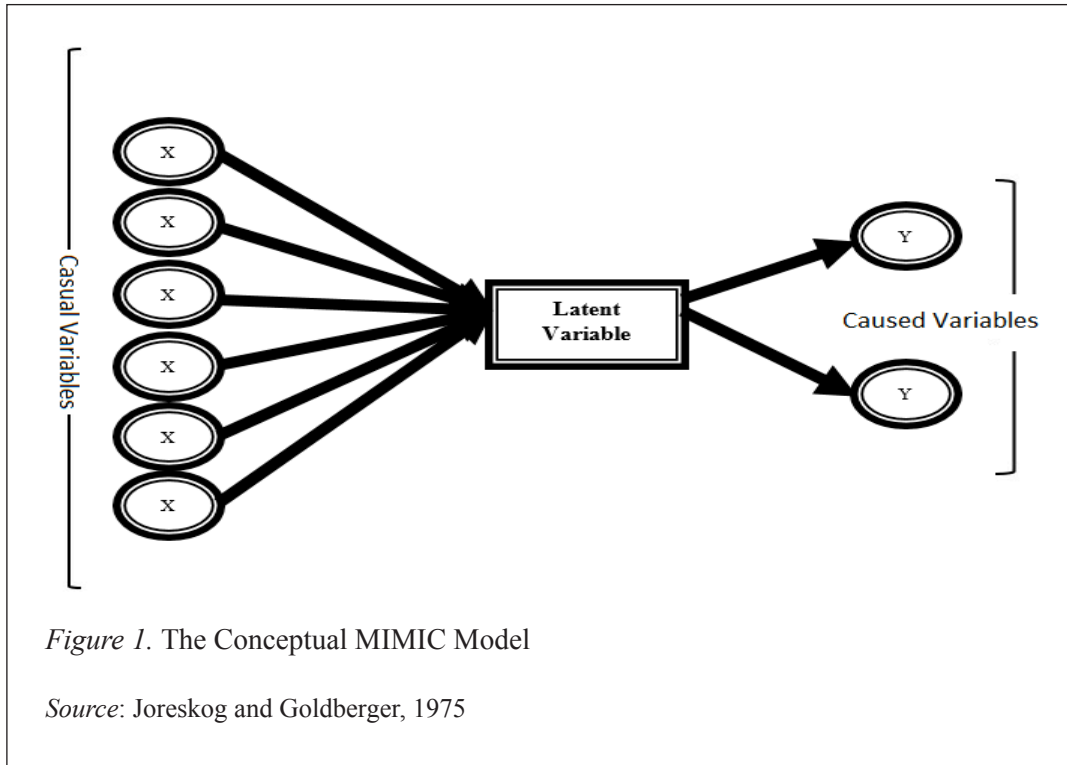 Casual Variables
X
X
X
X
X
X
Latent
Variable
Y
Y
Caused Variables
Figure 1. The Conceptual MIMIC Model
Source: Joreskog and Goldberger, 1975